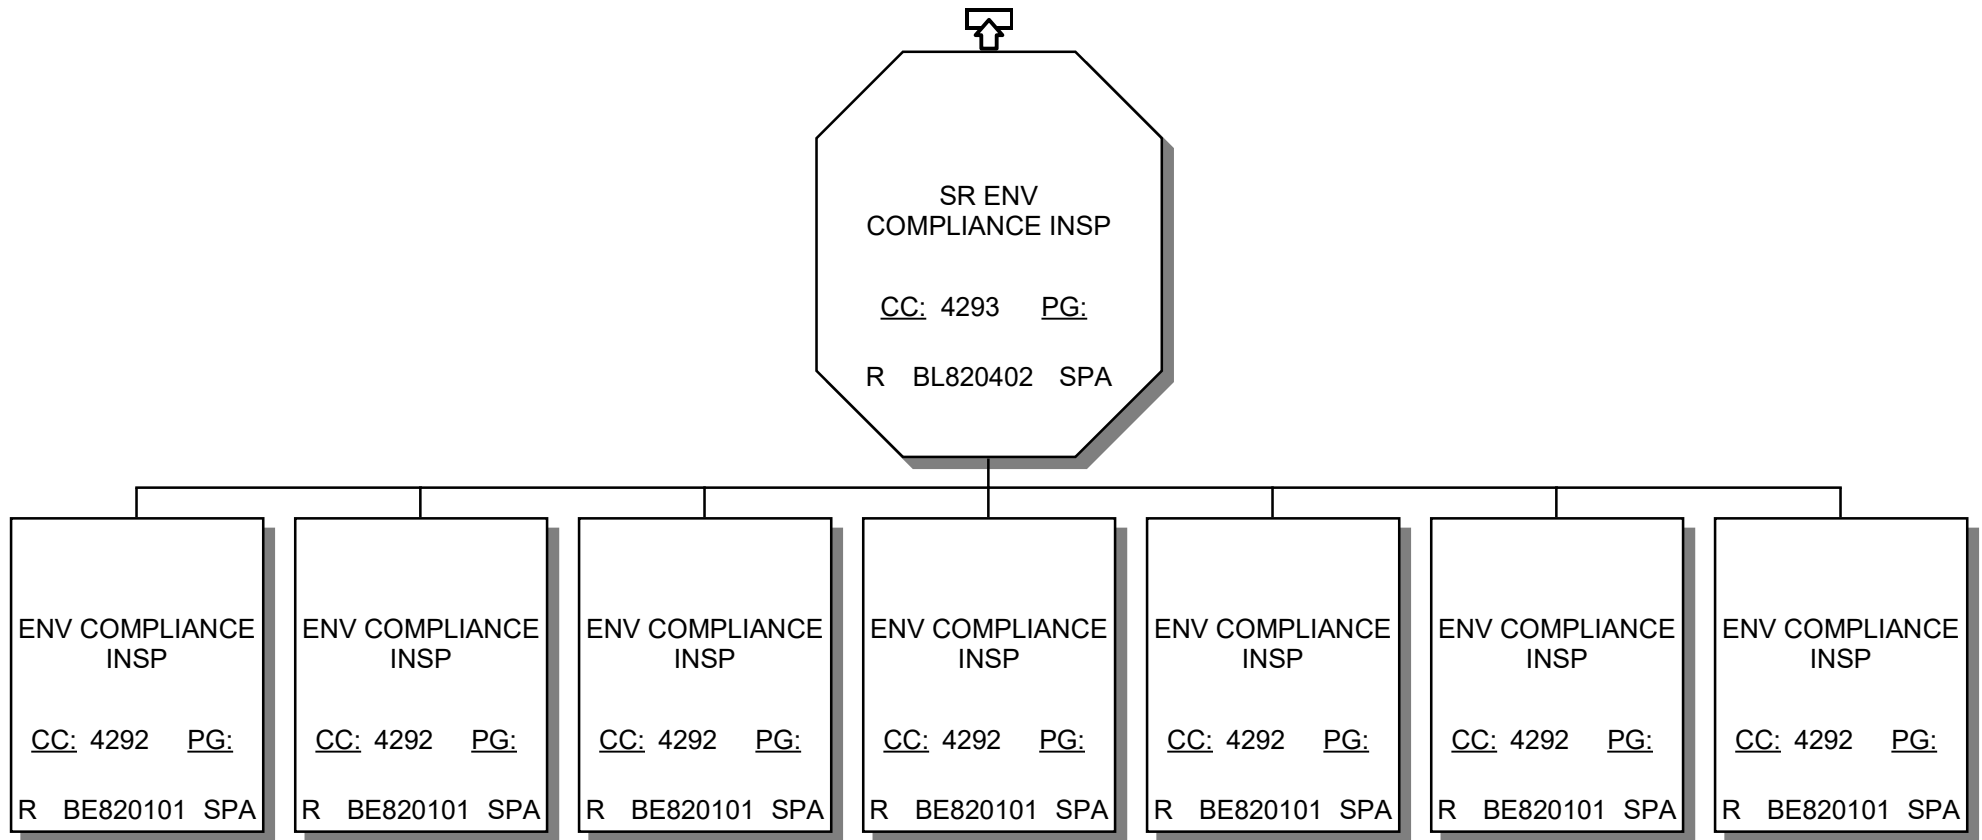 SR ENV
COMPLIANCE INSP
CC: 4293 PG:
R BL820402 SPA
ENV COMPLIANCE
INSP
CC: 4292 PG:
R BE820101 SPA
ENV COMPLIANCE
INSP
CC: 4292 PG:
R BE820101 SPA
ENV COMPLIANCE
INSP
CC: 4292 PG:
R BE820101 SPA
ENV COMPLIANCE
INSP
CC: 4292 PG:
R BE820101 SPA
ENV COMPLIANCE
INSP
CC: 4292 PG:
R BE820101 SPA
ENV COMPLIANCE
INSP
CC: 4292 PG:
R BE820101 SPA
ENV COMPLIANCE
INSP
CC: 4292 PG:
R BE820101 SPA